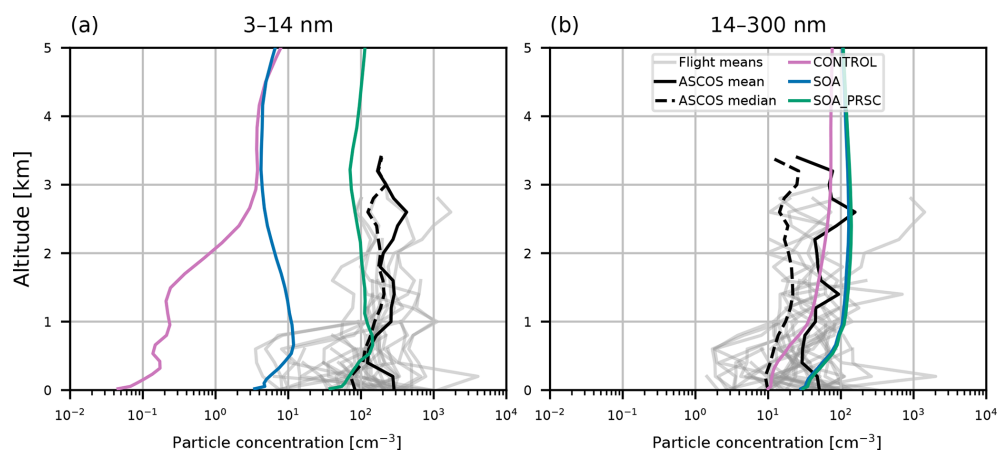 (a) 3–14 nm
(b) 14–300 nm
Altitude [km]
5
4
3
2
1
0
10⁻² 10⁻¹ 10⁰ 10¹ 10² 10³ 10⁴
Particle concentration [cm⁻³]
5
4
3
2
1
0
10⁻² 10⁻¹ 10⁰ 10¹ 10² 10³ 10⁴
Particle concentration [cm⁻³]
Flight means
ASCOS mean
ASCOS median
CONTROL
SOA
SOA_PRSC